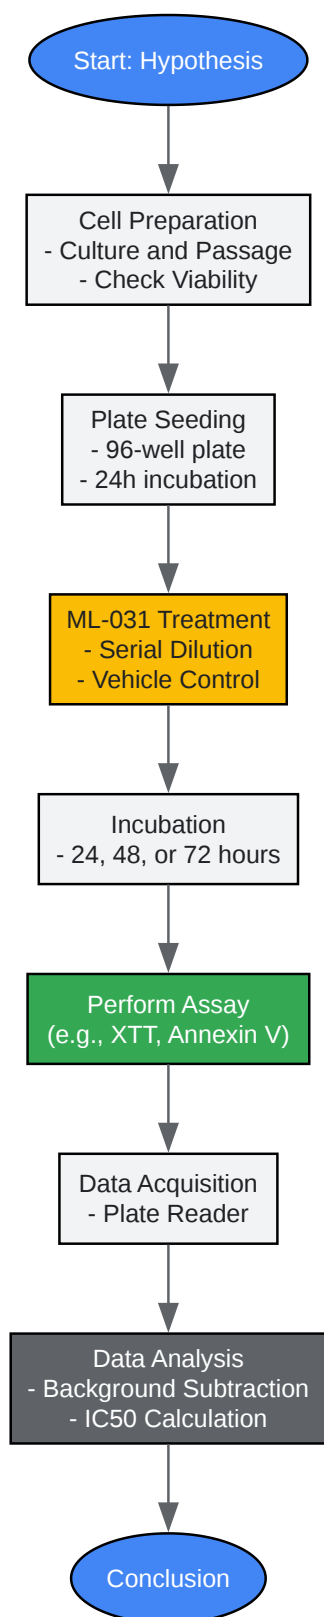 Start: Hypothesis
Cell Preparation
- Culture and Passage
- Check Viability
Plate Seeding
- 96-well plate
- 24h incubation
ML-031 Treatment
- Serial Dilution
- Vehicle Control
Incubation
- 24, 48, or 72 hours
Perform Assay
(e.g., XTT, Annexin V)
Data Acquisition
- Plate Reader
Data Analysis
- Background Subtraction
- IC50 Calculation
Conclusion